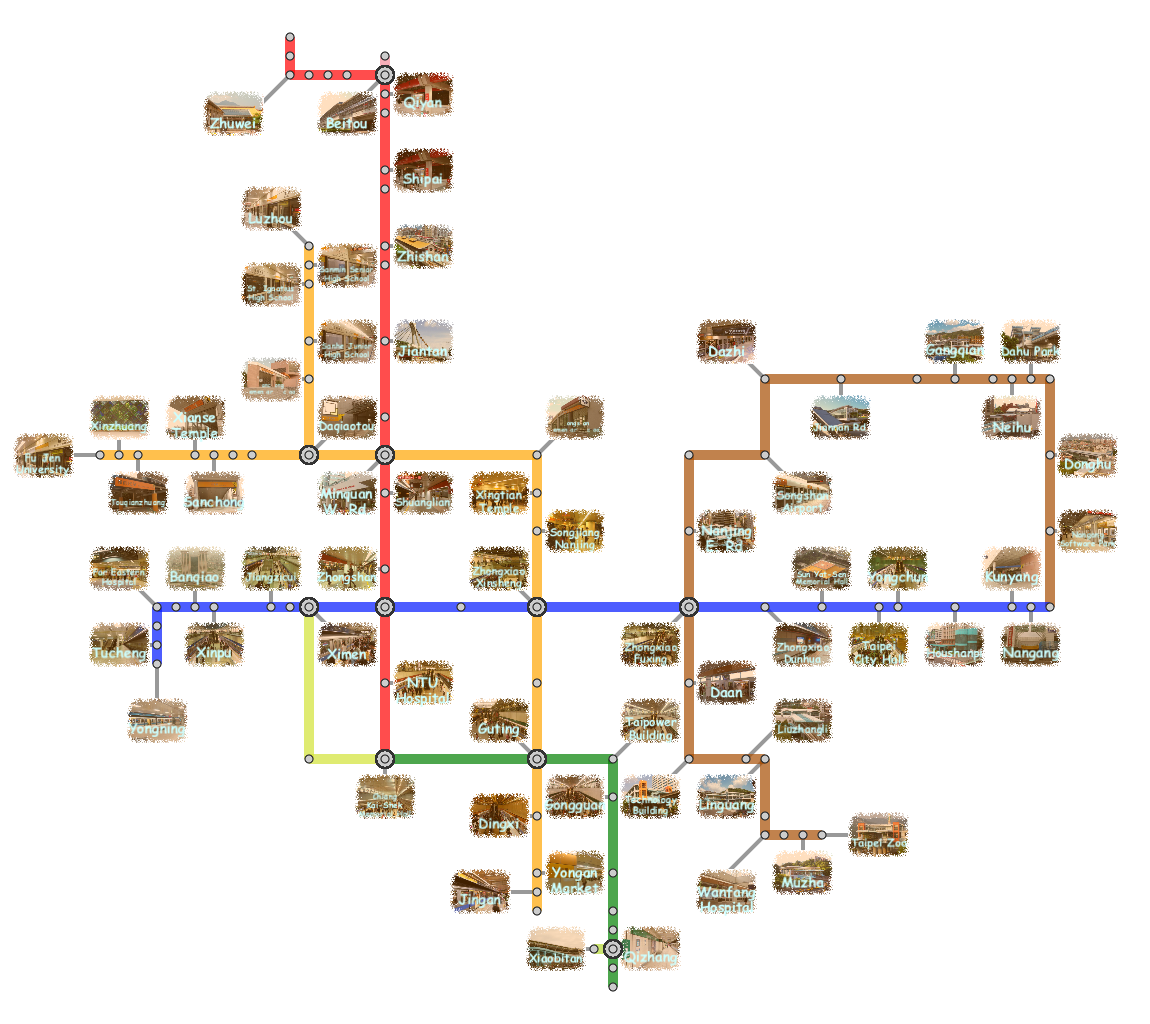 Zhuwei
Beitou
Qiyan
Shipai
Luzhou
Zhishan
Sanmin Senior
High School
St. Ignatius
High School
Sanhe Junior
High School
Jiantan
Dazhi
Gangqian
Dahu Park
Jiannan Rd.
Neihu
Xinzhuang
Xianse
Temple
Daqiaotou
Fu Jen
University
Donghu
Touqianzhuang
Sanchong
Minquan
W. Rd.
Shuanglian
Xingtian
Temple
Songshan
Airport
Songjiang
Nanjing
Nanjing
E. Rd.
Nangang
Software
Far Eastern
Hospital
Banqiao
Jiangzicui
Zhongshan
Zhongxiao
Xinsheng
Sun Yat-Sen
Memorial Hall
Yongchun
Kunyang
Tucheng
Xinpu
Ximen
Zhongxiao
Fuxing
Zhongxiao
Dunhua
Taipei
City Hall
Houshanpi
Nangang
NTU
Hospital
Daan
Yongning
Guting
Taipower
Building
Liuzhangli
Chiang
Kai-Shek
Gongguan
Technology
Building
Linguang
Dingxi
Taipei Zoo
Yongan
Market
Jingan
Wanfang
Hospital
Muzha
Xiaobitan
Qizhang